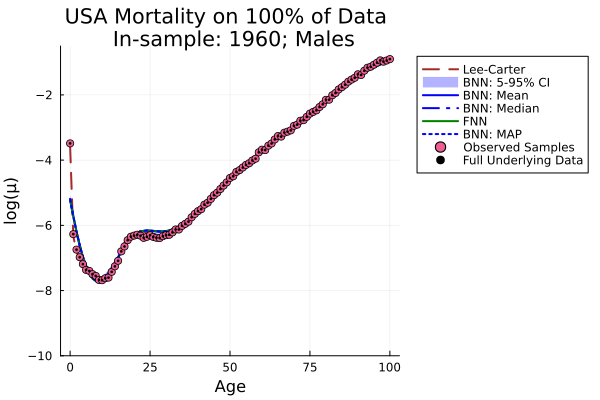 USA Mortality on 100% of Data
In-sample: 1960; Males
Lee-Carter
BNN: 5-95% CI
BNN: Mean
BNN: Median
FNN
BNN: MAP
Observed Samples
Full Underlying Data
log(μ)
−2
−4
−6
−8
−10
0
25
50
75
100
Age